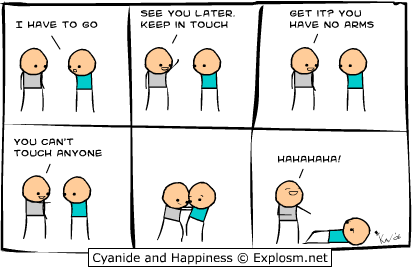 I HAVE TO GO
SEE YOU LATER.
KEEP IN TOUCH
GET IT? YOU
HAVE NO ARMS
YOU CAN'T
TOUCH ANYONE
HAHAHAHA!
Cyanide and Happiness © Explosm.net